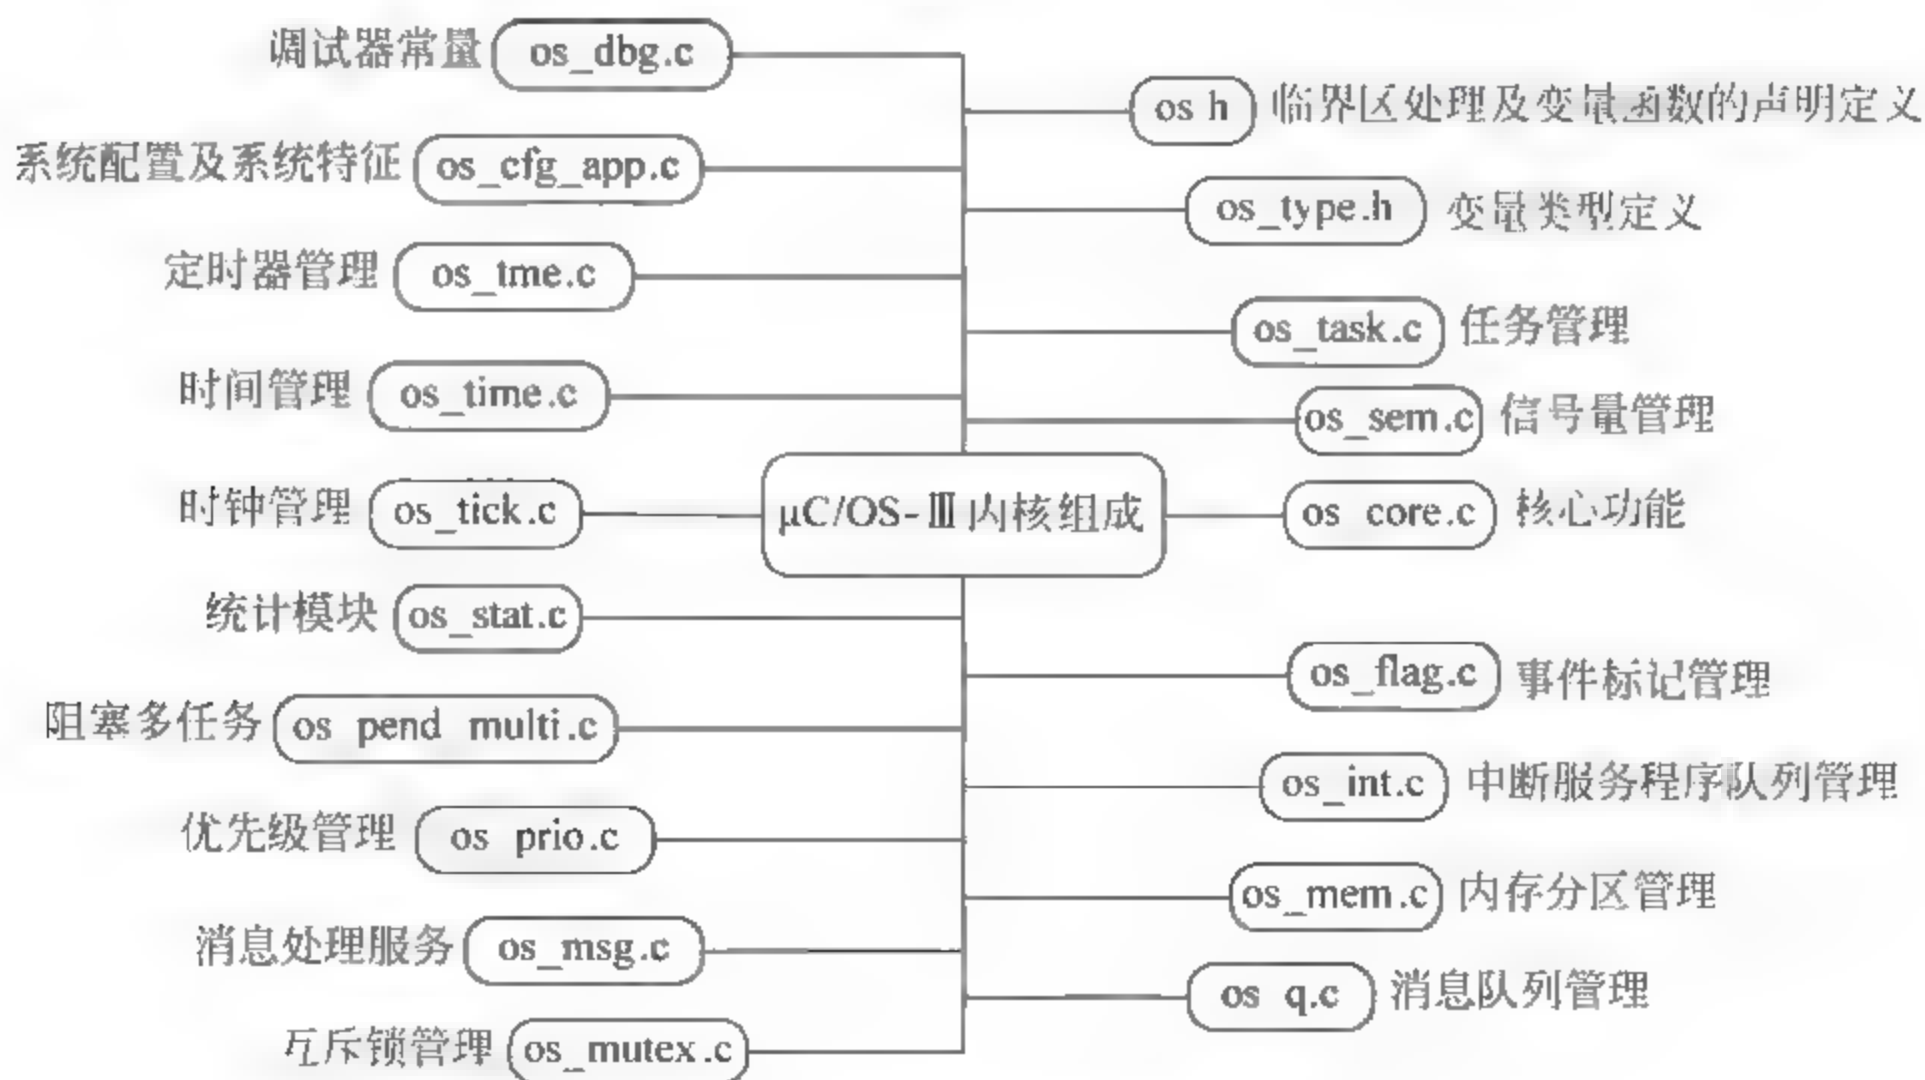 调试器常量 os_dbg.c
os h 临界区处理及变量函数的声明定义
系统配置及系统特征 os_cfg_app.c
os_type.h 变量类型定义
定时器管理 os_tme.c
os_task.c 任务管理
时间管理 os_time.c
os_sem.c 信号量管理
时钟管理 os_tick.c
μC/OS-Ⅲ内核组成
os core.c 核心功能
统计模块 os_stat.c
os_flag.c 事件标记管理
阻塞多任务 os pend multi.c
os_int.c 中断服务程序队列管理
优先级管理 os prio.c
os_mem.c 内存分区管理
消息处理服务 os_msg.c
os q.c 消息队列管理
互斥锁管理 os_mutex.c